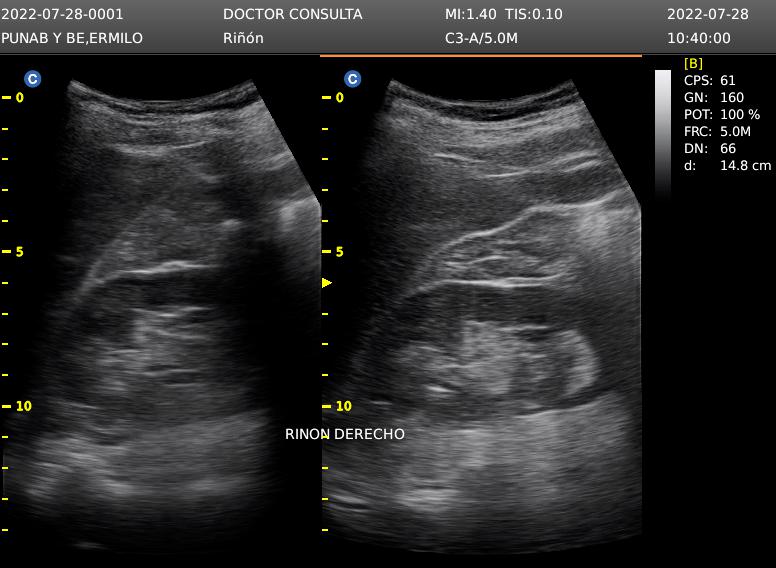 2022-07-28-0001 DOCTOR CONSULTA MI:1.40 TIS:0.10 2022-07-28
PUNAB Y BE,ERMILO Riñón C3-A/5.0M 10:40:00
[B]
CPS: 61
GN: 160
POT: 100 %
FRC: 5.0M
DN: 66
d: 14.8 cm
C C
0 0
5 5
10 10
RINON DERECHO